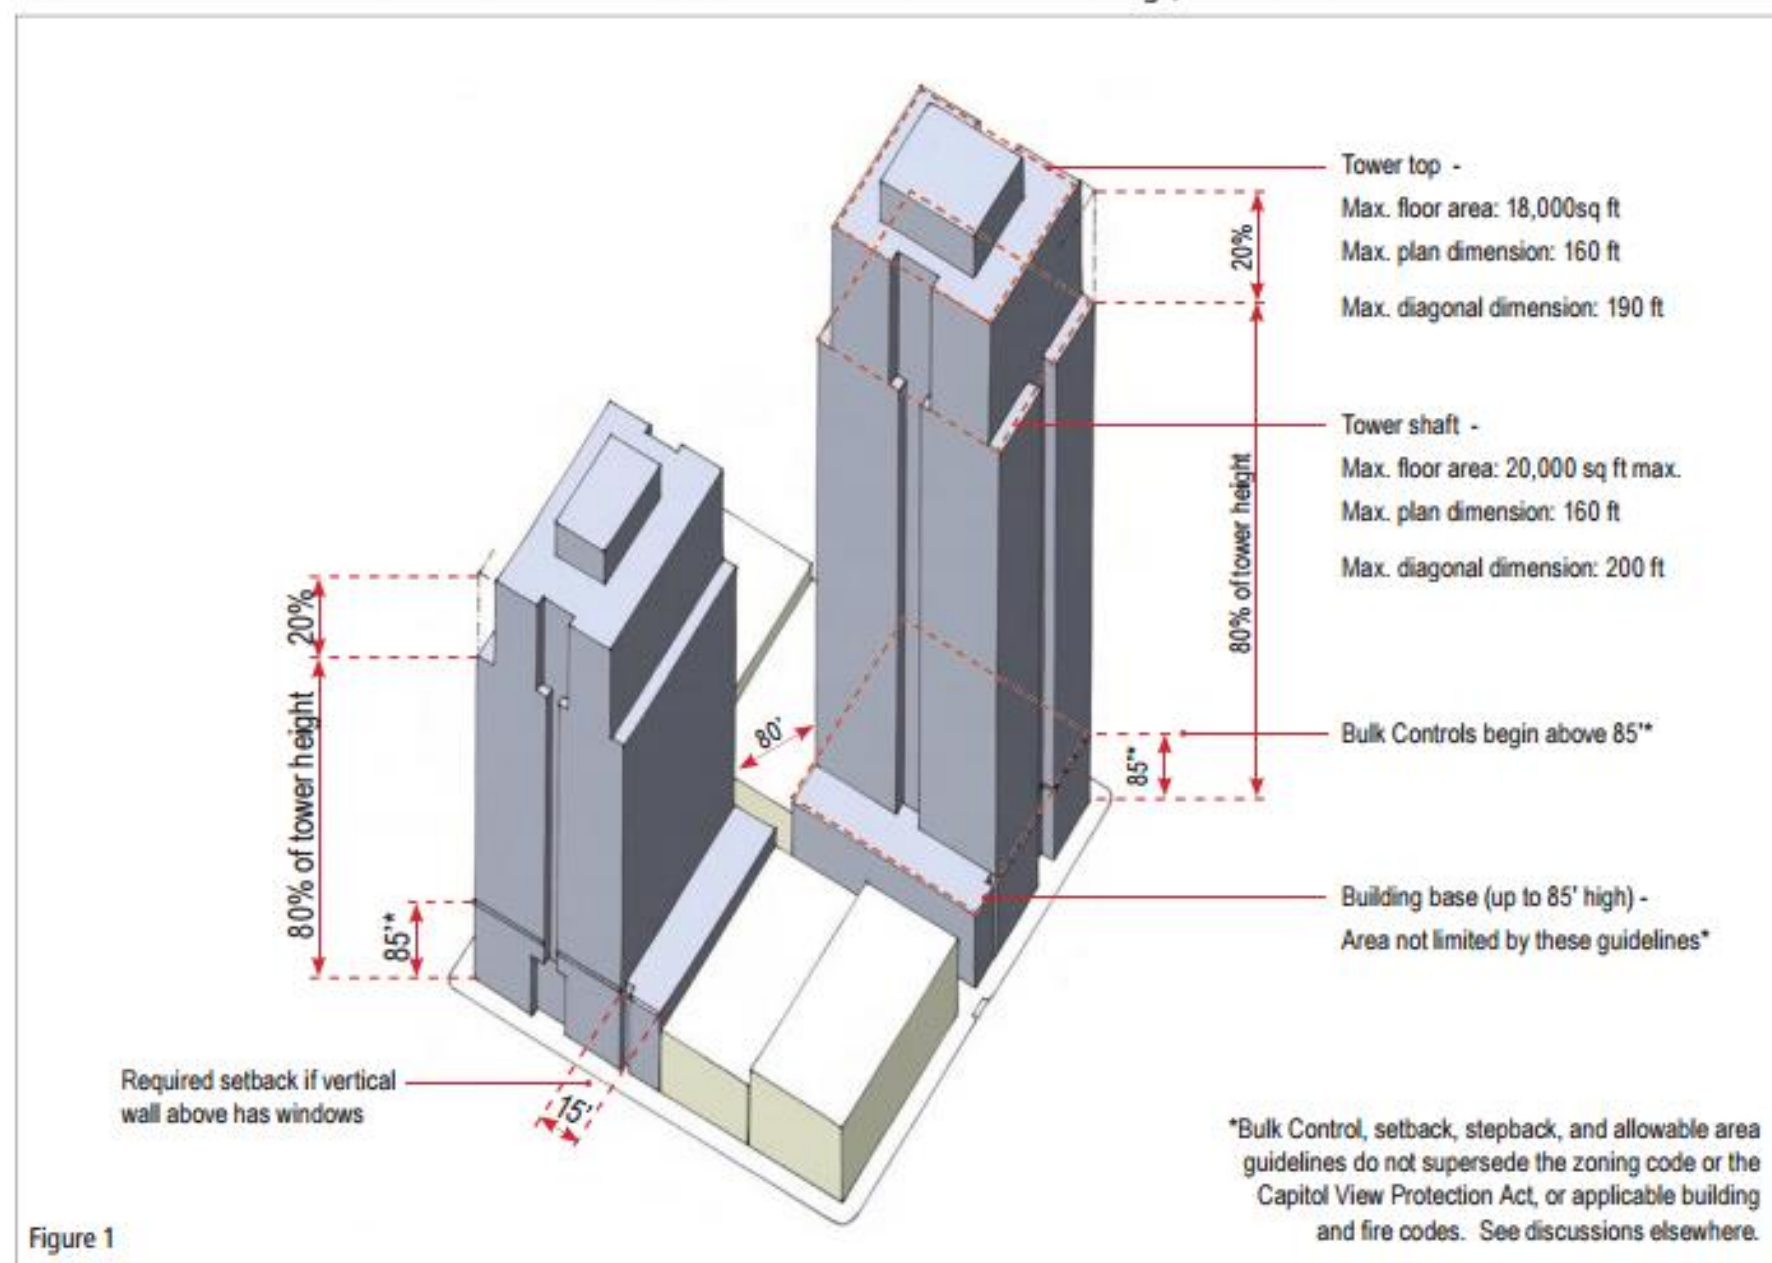 Tower top -
Max. floor area: 18,000sq ft
Max. plan dimension: 160 ft
Max. diagonal dimension: 190 ft
20%
Tower shaft -
Max. floor area: 20,000 sq ft max.
Max. plan dimension: 160 ft
Max. diagonal dimension: 200 ft
80% of tower height
20%
80% of tower height
80'
Bulk Controls begin above 85'*
85'*
85'*
Building base (up to 85' high) -
Area not limited by these guidelines*
Required setback if vertical
wall above has windows
15'
*Bulk Control, setback, stepback, and allowable area
guidelines do not supersede the zoning code or the
Capitol View Protection Act, or applicable building
and fire codes. See discussions elsewhere.
Figure 1